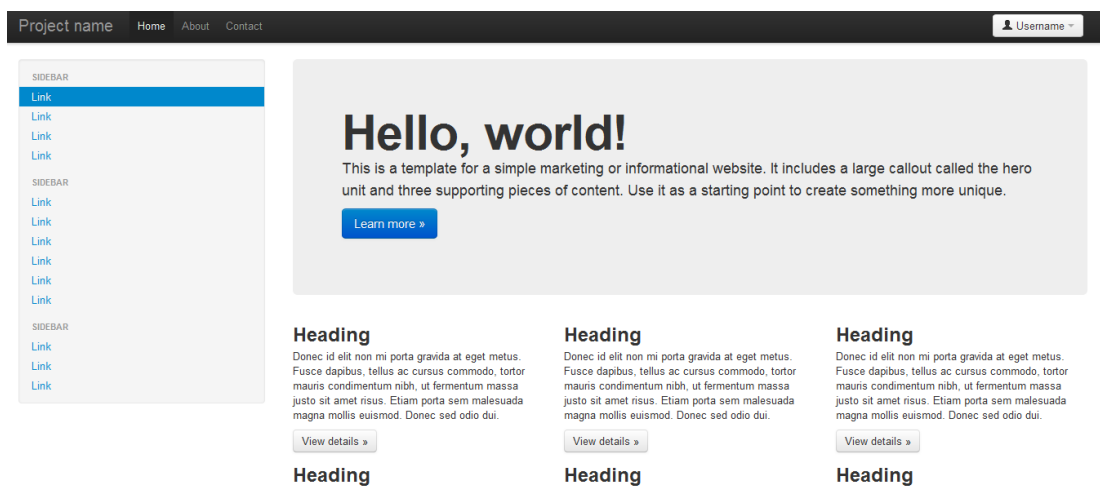 Project name Home About Contact Username
SIDEBAR
Link
Link
Link
Link
SIDEBAR
Link
Link
Link
Link
Link
Link
SIDEBAR
Link
Link
Link
Hello, world!
This is a template for a simple marketing or informational website. It includes a large callout called the hero
unit and three supporting pieces of content. Use it as a starting point to create something more unique.
Learn more »
Heading
Donec id elit non mi porta gravida at eget metus.
Fusce dapibus, tellus ac cursus commodo, tortor
mauris condimentum nibh, ut fermentum massa
justo sit amet risus. Etiam porta sem malesuada
magna mollis euismod. Donec sed odio dui.
View details »
Heading
Donec id elit non mi porta gravida at eget metus.
Fusce dapibus, tellus ac cursus commodo, tortor
mauris condimentum nibh, ut fermentum massa
justo sit amet risus. Etiam porta sem malesuada
magna mollis euismod. Donec sed odio dui.
View details »
Heading
Donec id elit non mi porta gravida at eget metus.
Fusce dapibus, tellus ac cursus commodo, tortor
mauris condimentum nibh, ut fermentum massa
justo sit amet risus. Etiam porta sem malesuada
magna mollis euismod. Donec sed odio dui.
View details »
Heading
Heading
Heading